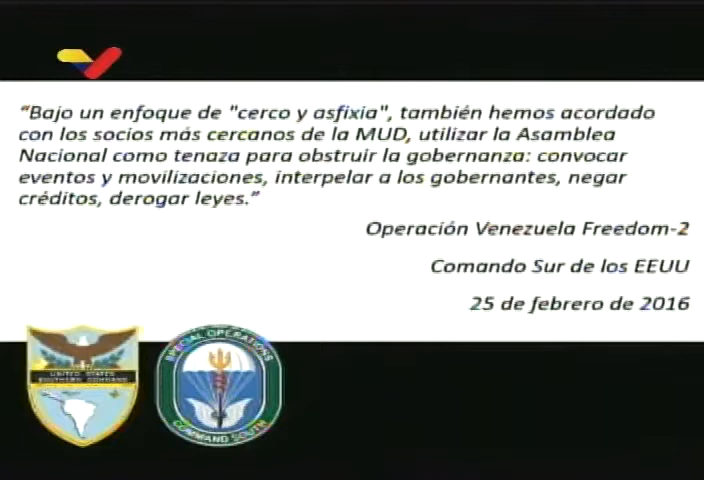 “Bajo un enfoque de "cerco y asfixia", también hemos acordado
con los socios más cercanos de la MUD, utilizar la Asamblea
Nacional como tenaza para obstruir la gobernanza: convocar
eventos y movilizaciones, interpelar a los gobernantes, negar
créditos, derogar leyes.”
Operación Venezuela Freedom-2
Comando Sur de los EEUU
25 de febrero de 2016
UNITED STATES
SOUTHERN COMMAND
SPECIAL OPERATIONS
COMMAND SOUTH